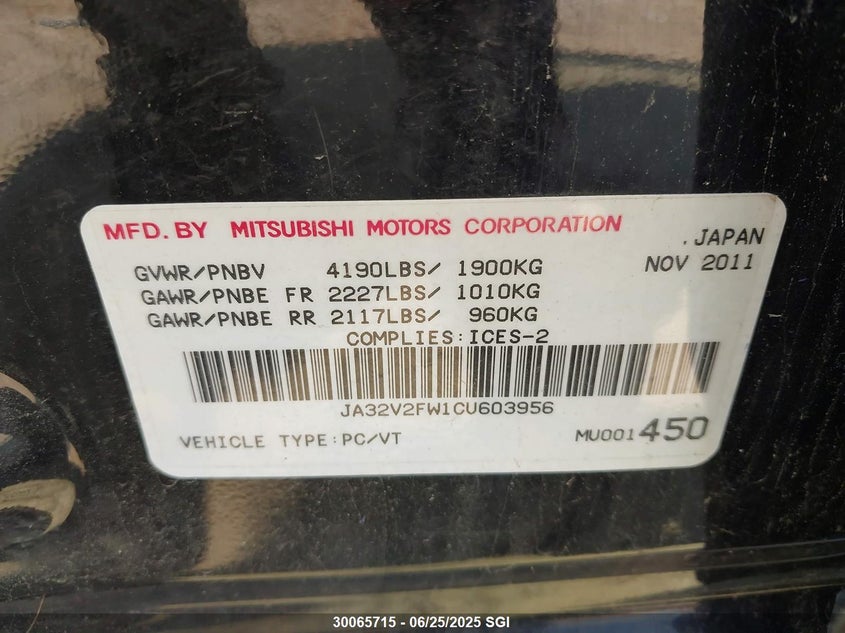 MFD. BY MITSUBISHI MOTORS CORPORATION
.JAPAN
GVWR/PNBV 4190LBS/ 1900KG NOV 2011
GAWR/PNBE FR 2227LBS/ 1010KG
GAWR/PNBE RR 2117LBS/ 960KG
COMPLIES:ICES-2
JA32V2FW1CU603956
VEHICLE TYPE:PC/VT MU001450
30065715 - 06/25/2025 SGI